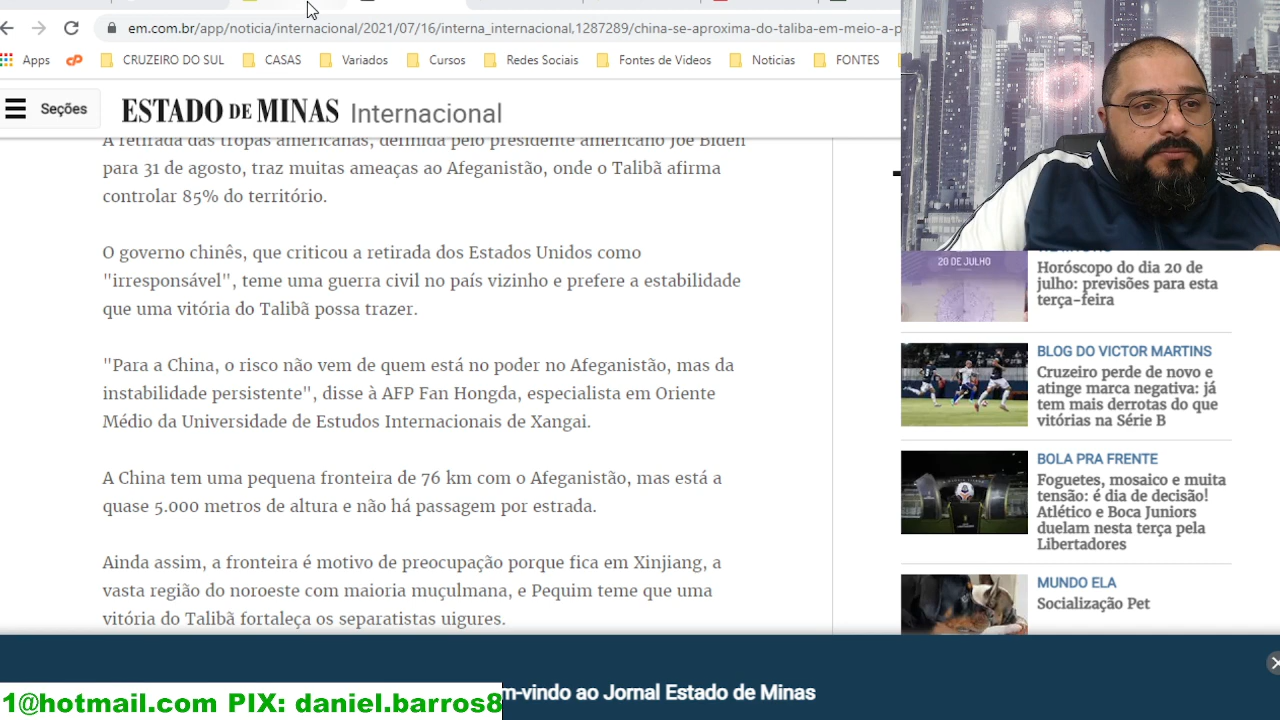 em.com.br/app/noticia/internacional/2021/07/16/interna_internacional,1287289/china-se-aproxima-do-taliba-em-meio-a-p
Apps
CRUZEIRO DO SUL
CASAS
Variados
Cursos
Redes Sociais
Fontes de Videos
Noticias
FONTES
Seções
ESTADO DE MINAS Internacional
A retirada das tropas americanas, definida pelo presidente americano Joe Biden
para 31 de agosto, traz muitas ameaças ao Afeganistão, onde o Talibã afirma
controlar 85% do território.
O governo chinês, que criticou a retirada dos Estados Unidos como
"irresponsável", teme uma guerra civil no país vizinho e prefere a estabilidade
que uma vitória do Talibã possa trazer.
"Para a China, o risco não vem de quem está no poder no Afeganistão, mas da
instabilidade persistente", disse à AFP Fan Hongda, especialista em Oriente
Médio da Universidade de Estudos Internacionais de Xangai.
A China tem uma pequena fronteira de 76 km com o Afeganistão, mas está a
quase 5.000 metros de altura e não há passagem por estrada.
Ainda assim, a fronteira é motivo de preocupação porque fica em Xinjiang, a
vasta região do noroeste com maioria muçulmana, e Pequim teme que uma
vitória do Talibã fortaleça os separatistas uigures.
20 DE JULHO
Horóscopo do dia 20 de
julho: previsões para esta
terça-feira
BLOG DO VICTOR MARTINS
Cruzeiro perde de novo e
atinge marca negativa: já
tem mais derrotas do que
vitórias na Série B
BOLA PRA FRENTE
Foguetes, mosaico e muita
tensão: é dia de decisão!
Atlético e Boca Juniors
duelam nesta terça pela
Libertadores
MUNDO ELA
Socialização Pet
m-vindo ao Jornal Estado de Minas
1@hotmail.com PIX: daniel.barros8